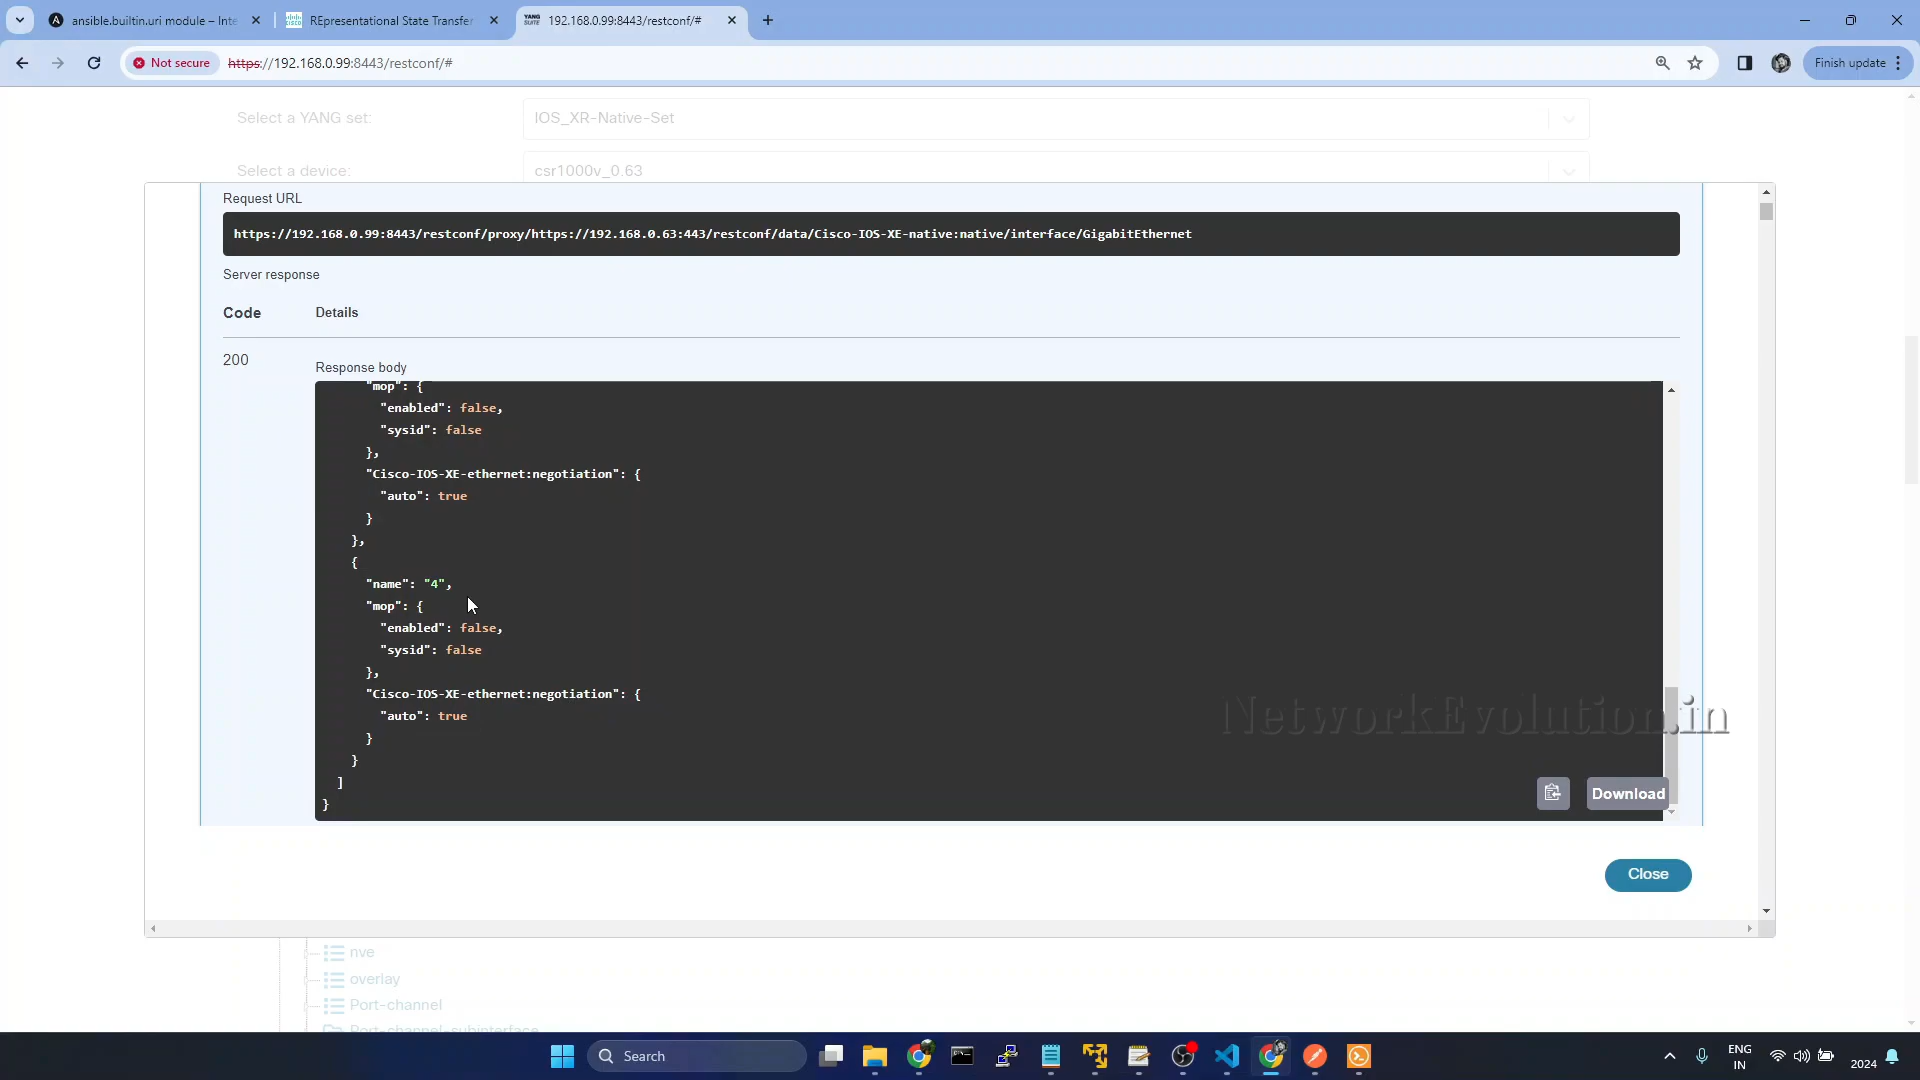 ansible.builtin.uri module – Inte
REpresentational State Transfer
YANG SUITE
192.168.0.99:8443/restconf/#
Not secure
https://192.168.0.99:8443/restconf/#
Finish update
Select a YANG set:
IOS_XR-Native-Set
Select a device:
csr1000v_0.63
Request URL
https://192.168.0.99:8443/restconf/proxy/https://192.168.0.63:443/restconf/data/Cisco-IOS-XE-native:native/interface/GigabitEthernet
Server response
Code Details
200
Response body
"mop": {
"enabled": false,
"sysid": false
},
"Cisco-IOS-XE-ethernet:negotiation": {
"auto": true
}
},
{
"name": "4",
"mop": {
"enabled": false,
"sysid": false
},
"Cisco-IOS-XE-ethernet:negotiation": {
"auto": true
}
}
]
}
NetworkEvolution.in
Download
Close
nve
overlay
Port-channel
Port-channel-subinterface
Search
ENG
IN
2024